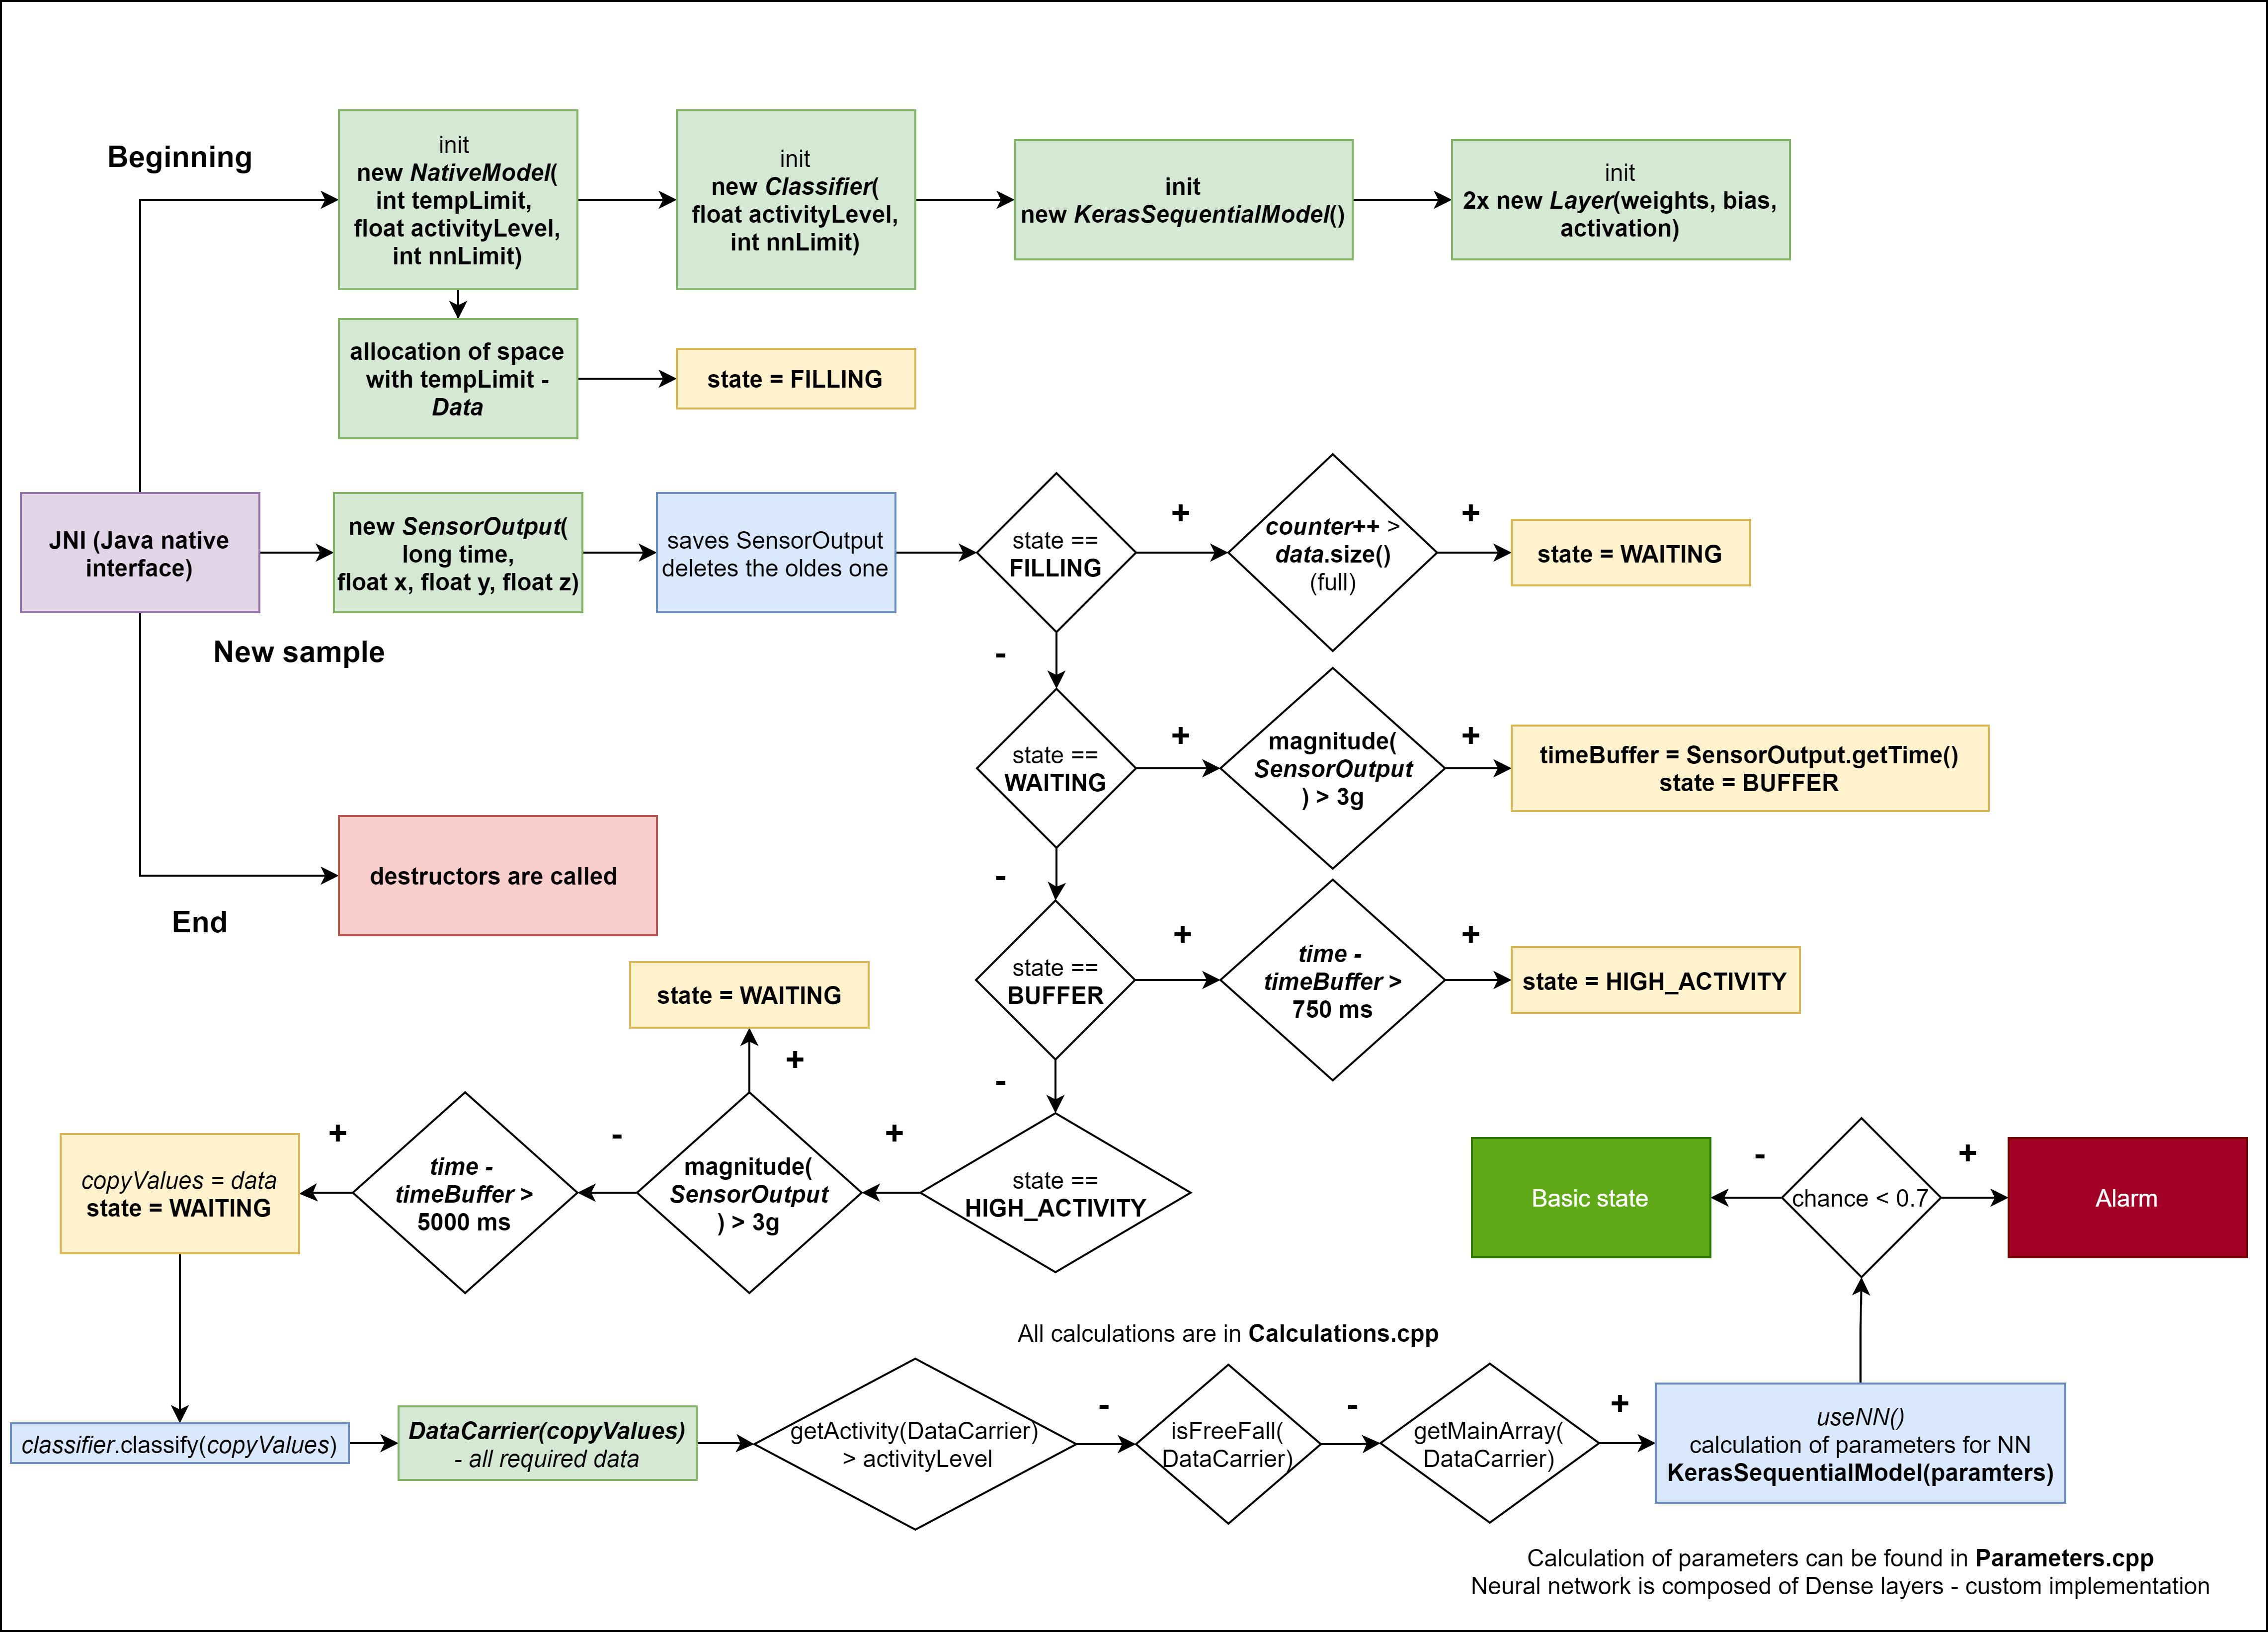 Beginning
init
new NativeModel(
int tempLimit,
float activityLevel,
int nnLimit)
init
new Classifier(
float activityLevel,
int nnLimit)
init
new KerasSequentialModel()
init
2x new Layer(weights, bias,
activation)
allocation of space
with tempLimit -
Data
state = FILLING
JNI (Java native
interface)
new SensorOutput(
long time,
float x, float y, float z)
saves SensorOutput
deletes the oldes one
state ==
FILLING
+
counter++ >
data.size()
(full)
+
state = WAITING
New sample
-
state ==
WAITING
+
magnitude(
SensorOutput
) > 3g
+
timeBuffer = SensorOutput.getTime()
state = BUFFER
destructors are called
End
-
state ==
BUFFER
+
time -
timeBuffer >
750 ms
+
state = HIGH_ACTIVITY
state = WAITING
+
-
copyValues = data
state = WAITING
+
time -
timeBuffer >
5000 ms
-
magnitude(
SensorOutput
) > 3g
+
state ==
HIGH_ACTIVITY
Basic state
-
chance < 0.7
+
Alarm
All calculations are in Calculations.cpp
classifier.classify(copyValues)
DataCarrier(copyValues)
- all required data
getActivity(DataCarrier)
> activityLevel
-
isFreeFall(
DataCarrier)
-
getMainArray(
DataCarrier)
+
useNN()
calculation of parameters for NN
KerasSequentialModel(paramters)
Calculation of parameters can be found in Parameters.cpp
Neural network is composed of Dense layers - custom implementation